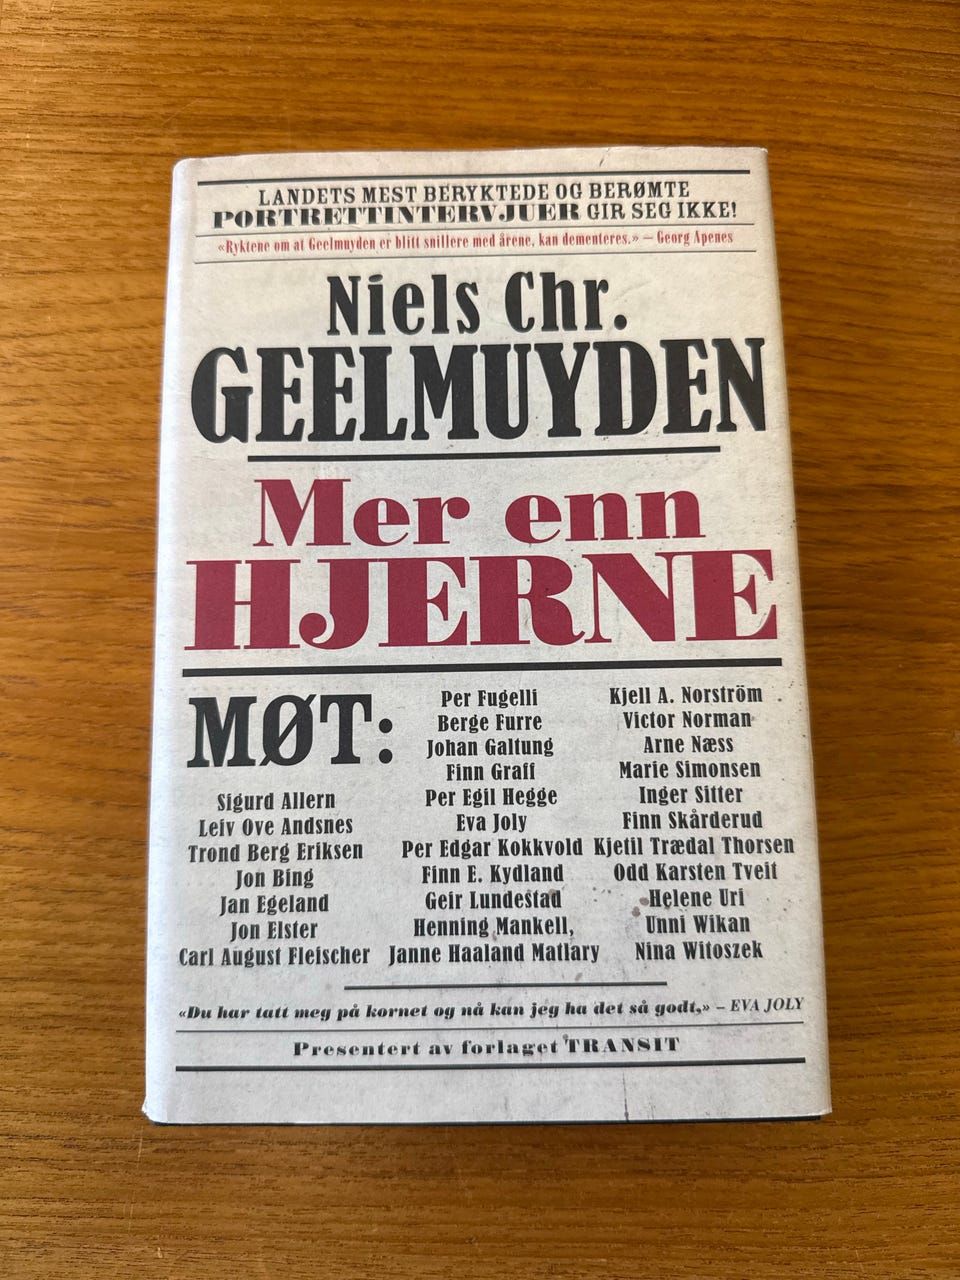 LANDETS MEST BERYKTEDE OG BERØMTE
PORTRETTINTERVJUER GIR SEG IKKE!
«Ryktene om at Geelmuyden er blitt snillere med årene, kan dementeres.» – Georg Apenes
Niels Chr.
GEELMUYDEN
Mer enn
HJERNE
MØT:
Sigurd Allern
Leiv Ove Andsnes
Trond Berg Eriksen
Jon Bing
Jan Egeland
Jon Elster
Carl August Fleischer
Per Fugelli
Berge Furre
Johan Galtung
Finn Graff
Per Egil Hegge
Eva Joly
Per Edgar Kokkvold
Finn E. Kydland
Geir Lundestad
Henning Mankell,
Janne Haaland Matlary
Kjell A. Norström
Victor Norman
Arne Næss
Marie Simonsen
Inger Sitter
Finn Skårderud
Kjetil Trædal Thorsen
Odd Karsten Tveit
Helene Uri
Unni Wikan
Nina Witoszek
«Du har tatt meg på kornet og nå kan jeg ha det så godt,» – EVA JOLY
Presentert av forlaget TRANSIT